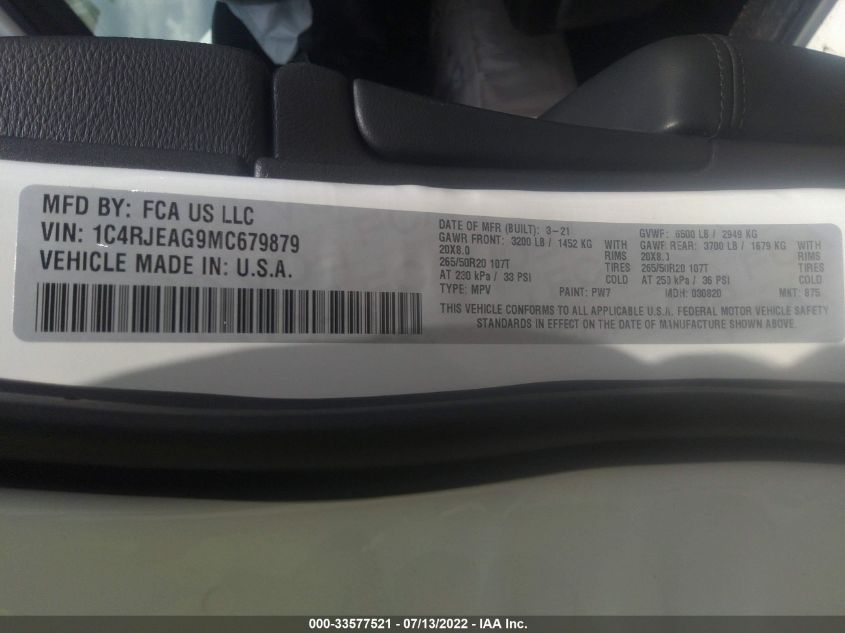 MFD BY: FCA US LLC
VIN: 1C4RJEAG9MC679879
VEHICLE MADE IN: U.S.A.
DATE OF MFR (BUILT): 3-21 GVWR: 6500 LB / 2949 KG
GAWR FRONT: 3200 LB / 1452 KG WITH GAWR REAR: 3700 LB / 1679 KG WITH
20X8.0 RIMS 20X8.0 RIMS
265/50R20 107T TIRES 265/50R20 107T TIRES
AT 230 kPa / 33 PSI COLD AT 250 kPa / 36 PSI COLD
TYPE: MPV PAINT: PW7 MDH: 030820 MKT: 875
THIS VEHICLE CONFORMS TO ALL APPLICABLE U.S.A. FEDERAL MOTOR VEHICLE SAFETY
STANDARDS IN EFFECT ON THE DATE OF MANUFACTURE SHOWN ABOVE.
000-33577521 - 07/13/2022 - IAA Inc.